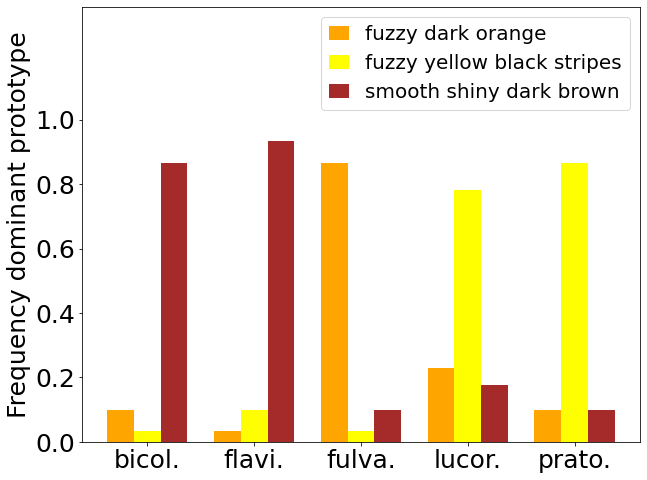 fuzzy dark orange
fuzzy yellow black stripes
smooth shiny dark brown
Frequency dominant prototype
1.0
0.8
0.6
0.4
0.2
0.0
bicol. flavi. fulva. lucor. prato.